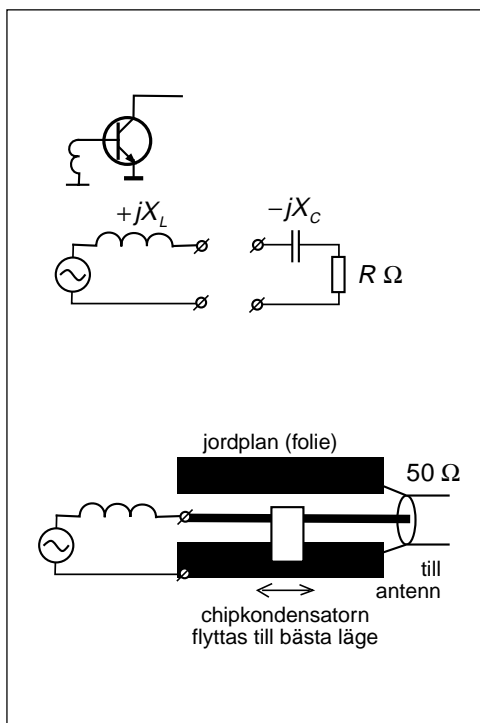 +jX_L
−jX_C
R Ω
jordplan (folie)
50 Ω
till
antenn
chipkondensatorn
flyttas till bästa läge